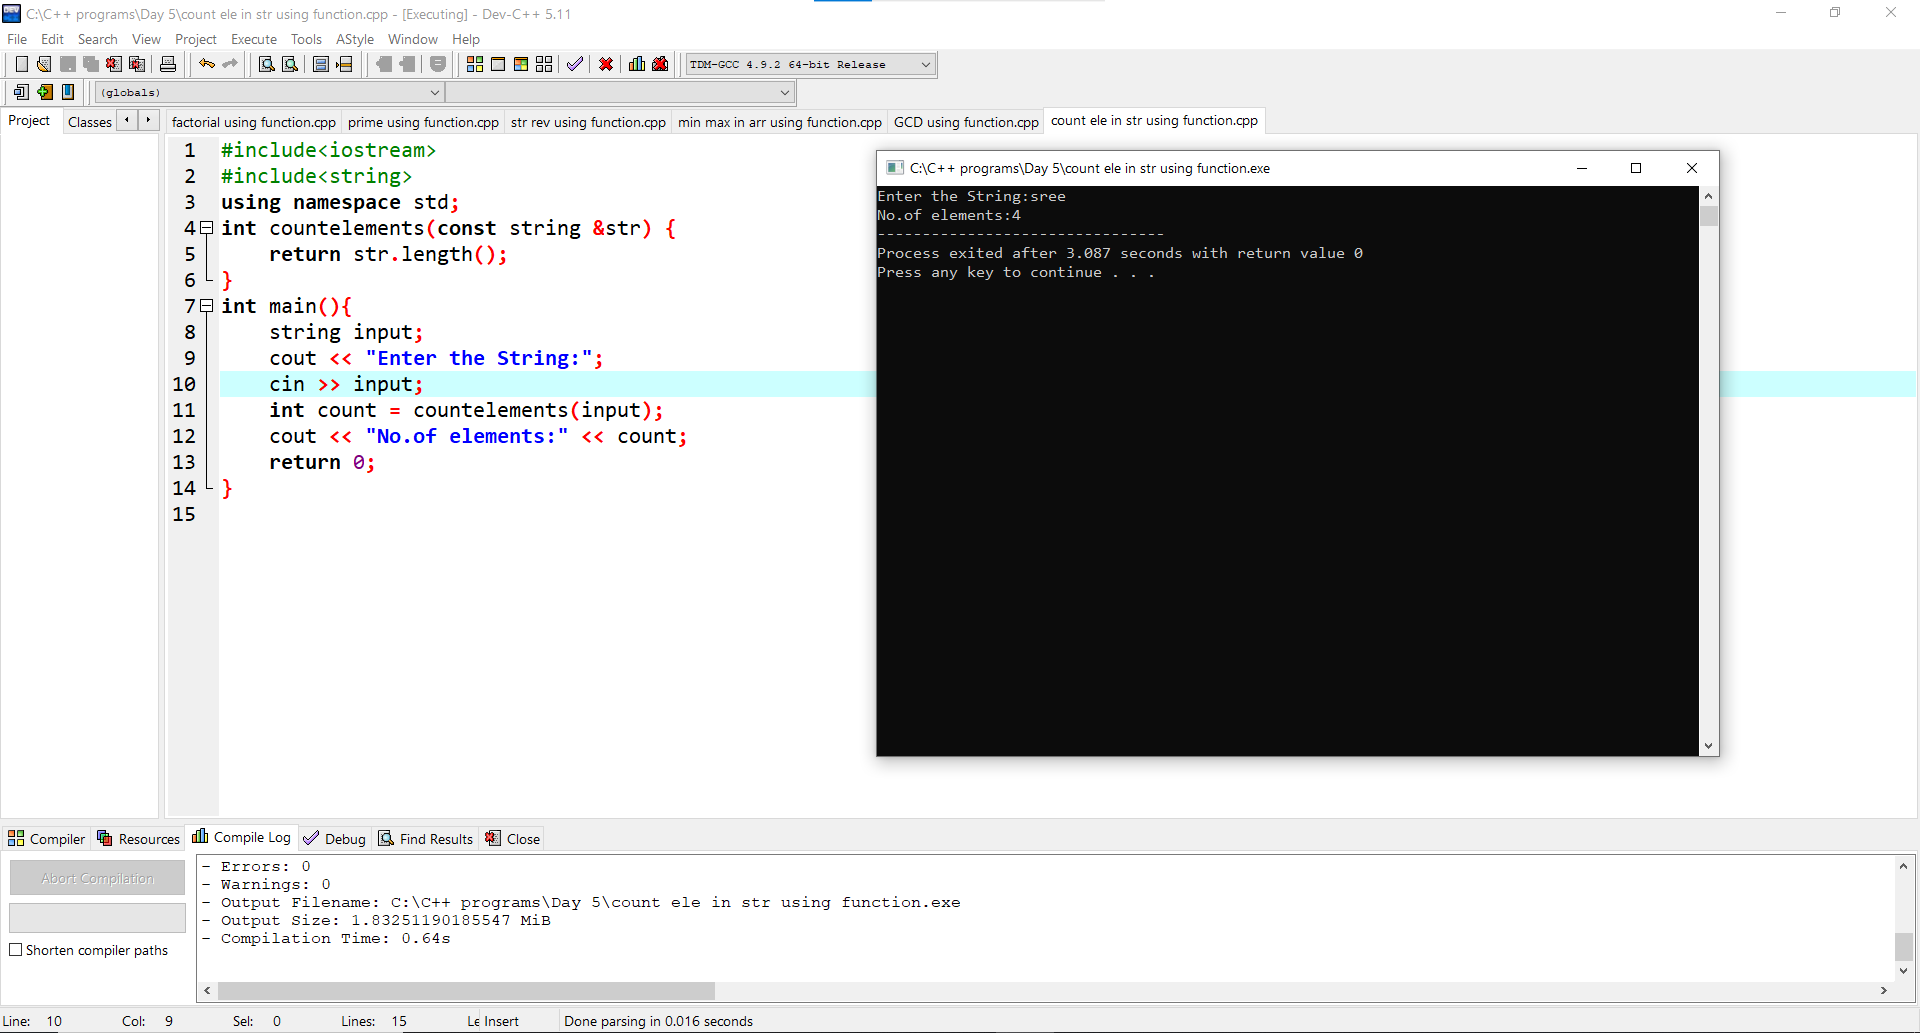 C:\C++ programs\Day 5\count ele in str using function.cpp - [Executing] - Dev-C++ 5.11
File Edit Search View Project Execute Tools AStyle Window Help
TDM-GCC 4.9.2 64-bit Release
(globals)
Project Classes
factorial using function.cpp prime using function.cpp str rev using function.cpp min max in arr using function.cpp GCD using function.cpp count ele in str using function.cpp
1 #include<iostream>
2 #include<string>
3 using namespace std;
4 int countelements(const string &str) {
5 return str.length();
6 }
7 int main(){
8 string input;
9 cout << "Enter the String:";
10 cin >> input;
11 int count = countelements(input);
12 cout << "No.of elements:" << count;
13 return 0;
14 }
15
C:\C++ programs\Day 5\count ele in str using function.exe
Enter the String:sree
No.of elements:4
--------------------------------
Process exited after 3.087 seconds with return value 0
Press any key to continue . . .
Compiler Resources Compile Log Debug Find Results Close
Abort Compilation
Shorten compiler paths
- Errors: 0
- Warnings: 0
- Output Filename: C:\C++ programs\Day 5\count ele in str using function.exe
- Output Size: 1.83251190185547 MiB
- Compilation Time: 0.64s
Line: 10 Col: 9 Sel: 0 Lines: 15 Le Insert Done parsing in 0.016 seconds